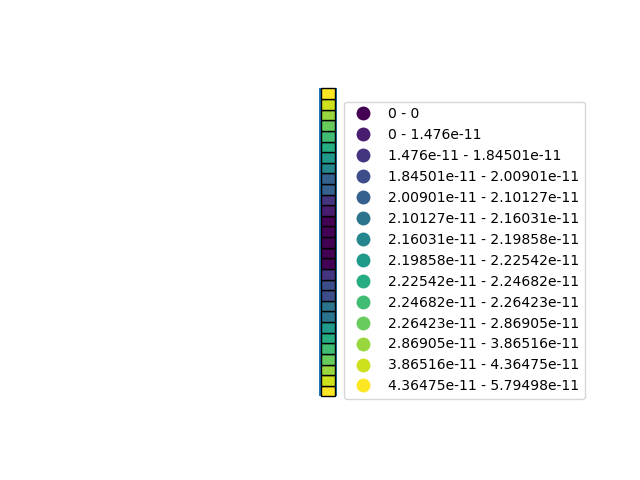 0 - 0
0 - 1.476e-11
1.476e-11 - 1.84501e-11
1.84501e-11 - 2.00901e-11
2.00901e-11 - 2.10127e-11
2.10127e-11 - 2.16031e-11
2.16031e-11 - 2.19858e-11
2.19858e-11 - 2.22542e-11
2.22542e-11 - 2.24682e-11
2.24682e-11 - 2.26423e-11
2.26423e-11 - 2.86905e-11
2.86905e-11 - 3.86516e-11
3.86516e-11 - 4.36475e-11
4.36475e-11 - 5.79498e-11